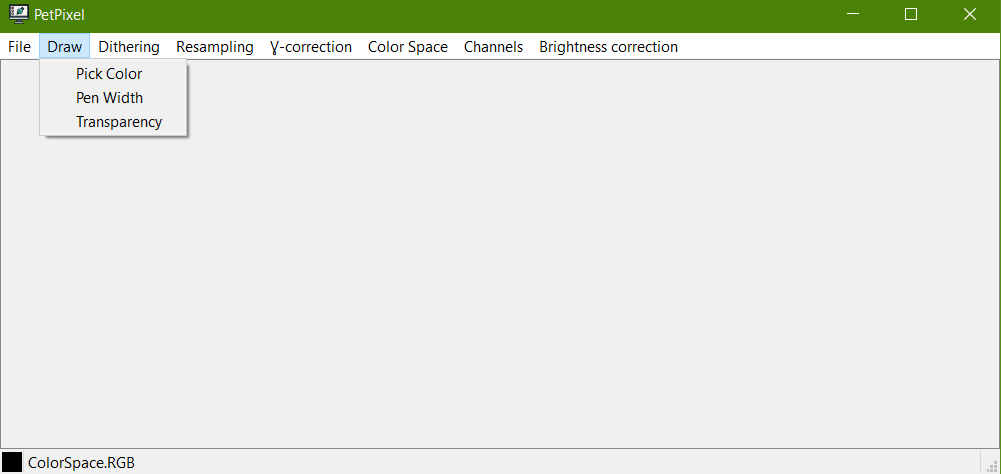 PetPixel
File Draw Dithering Resampling Ɣ-correction Color Space Channels Brightness correction
Pick Color
Pen Width
Transparency
ColorSpace.RGB